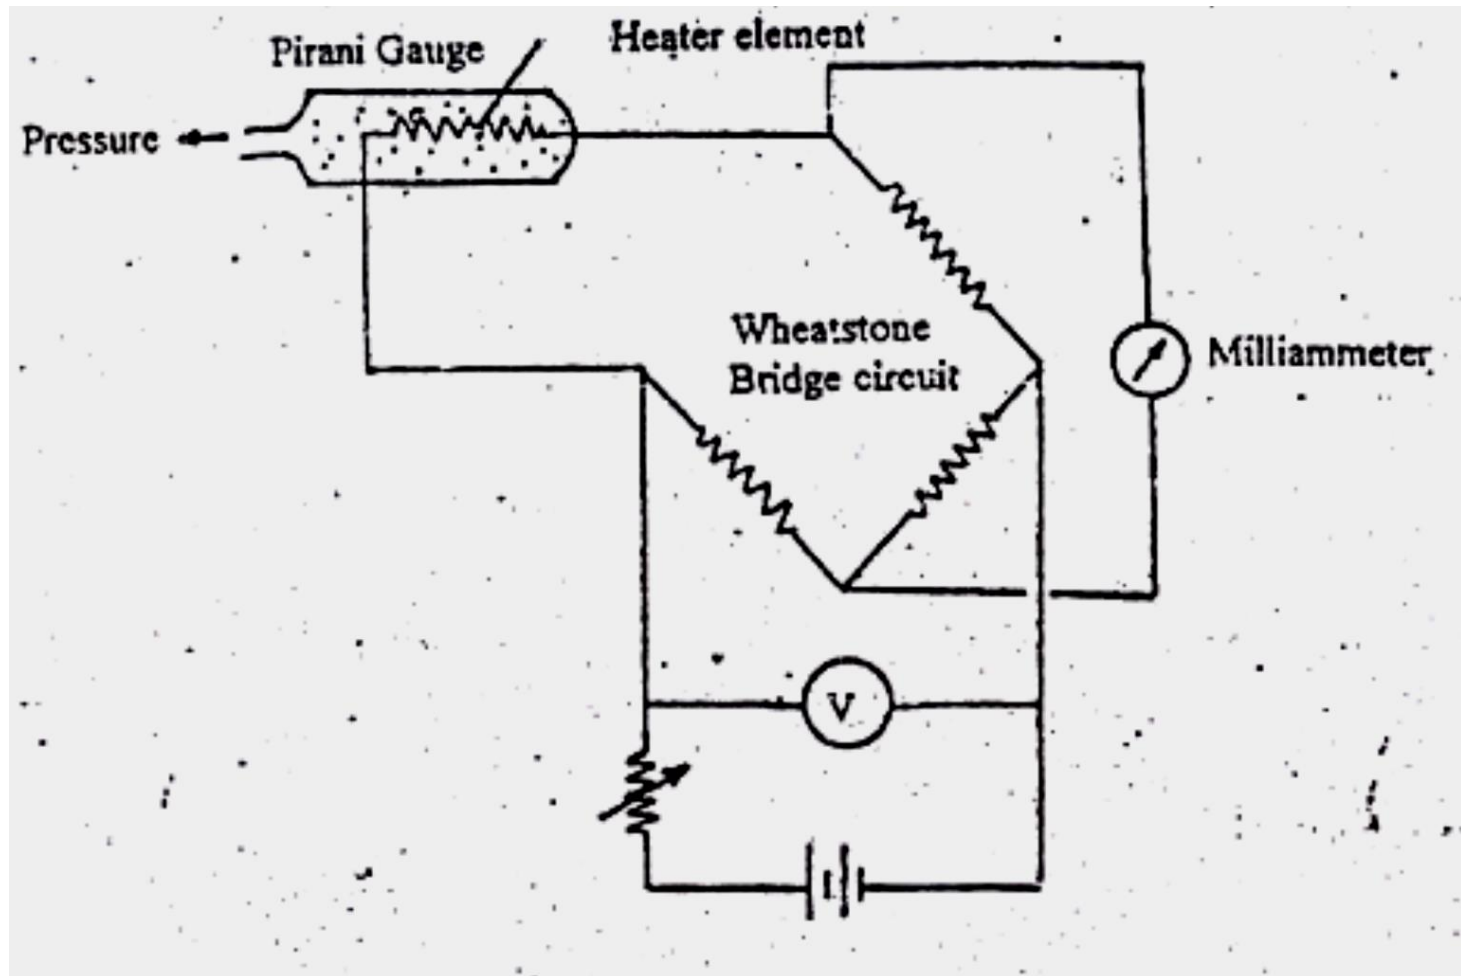 Pirani Gauge
Heater element
Pressure
Wheatstone
Bridge circuit
Milliammeter
V